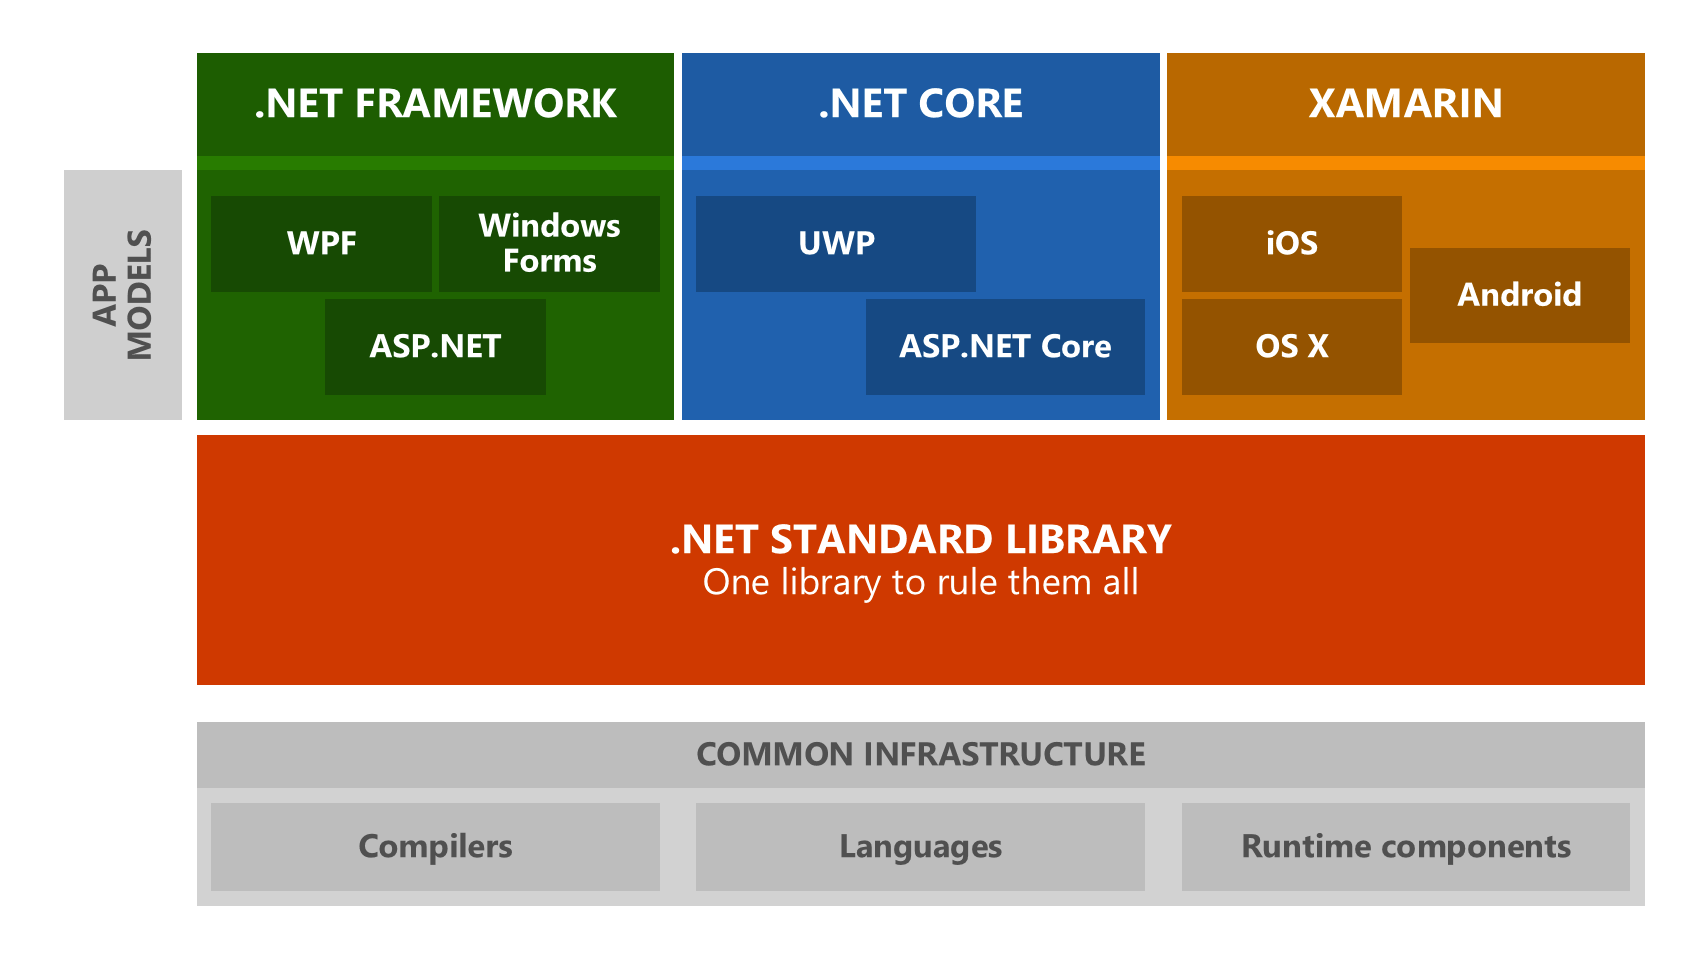 .NET FRAMEWORK
.NET CORE
XAMARIN
APP
MODELS
WPF
Windows
Forms
ASP.NET
UWP
ASP.NET Core
iOS
Android
OS X
.NET STANDARD LIBRARY
One library to rule them all
COMMON INFRASTRUCTURE
Compilers
Languages
Runtime components